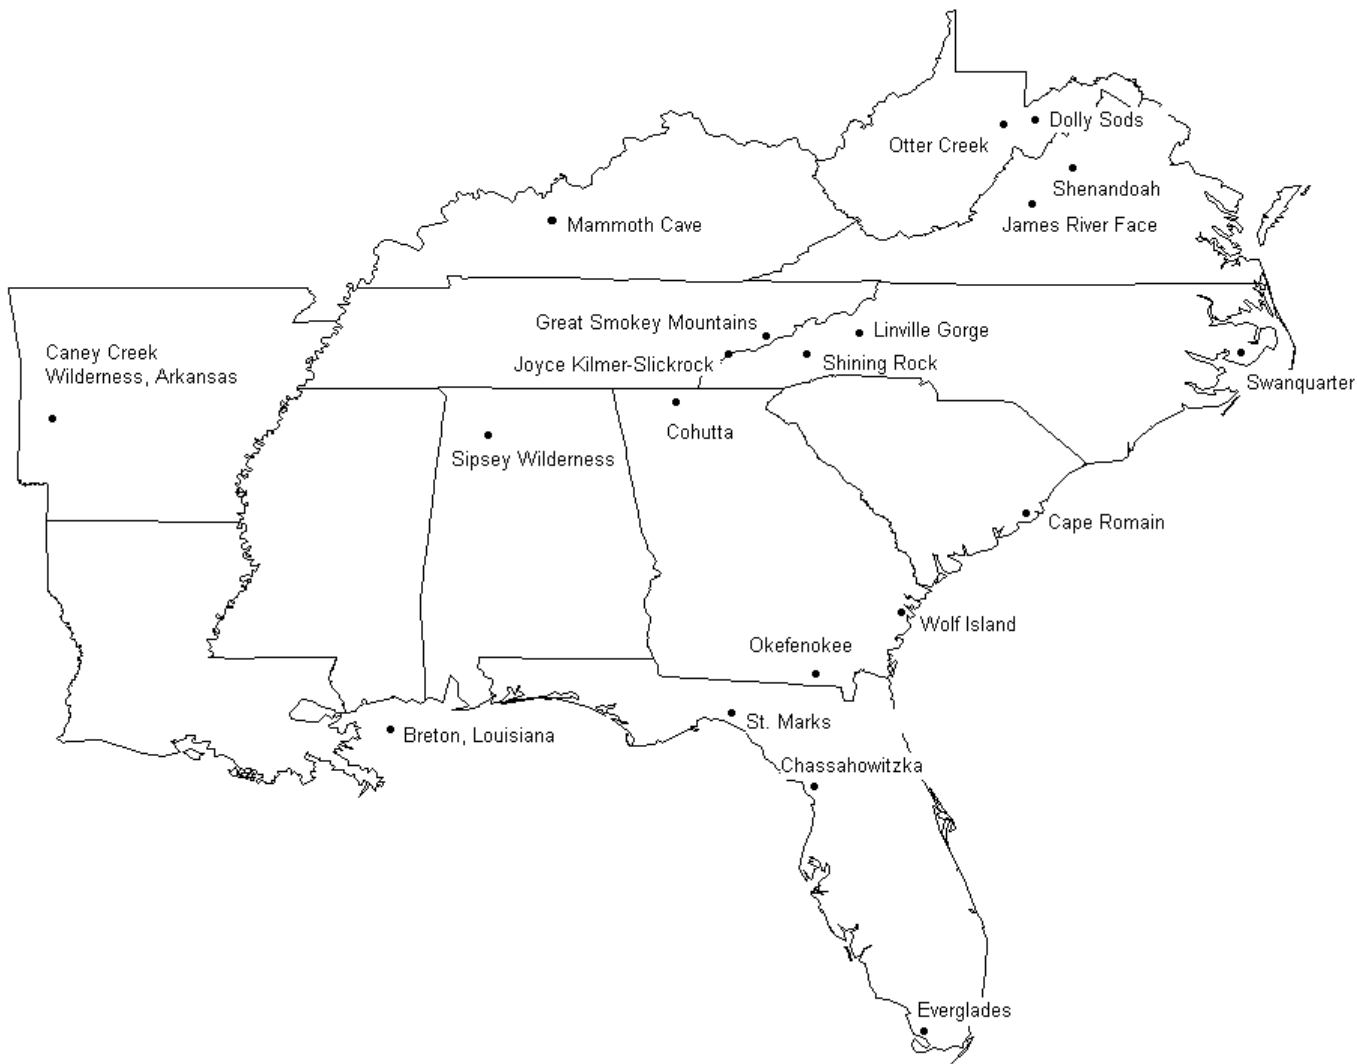 Dolly Sods
Otter Creek
Shenandoah
James River Face
Mammoth Cave
Great Smokey Mountains
Linville Gorge
Joyce Kilmer-Slickrock
Shining Rock
Caney Creek
Wilderness, Arkansas
Swanquarter
Cohutta
Sipsey Wilderness
Cape Romain
Wolf Island
Okefenokee
St. Marks
Breton, Louisiana
Chassahowitzka
Everglades